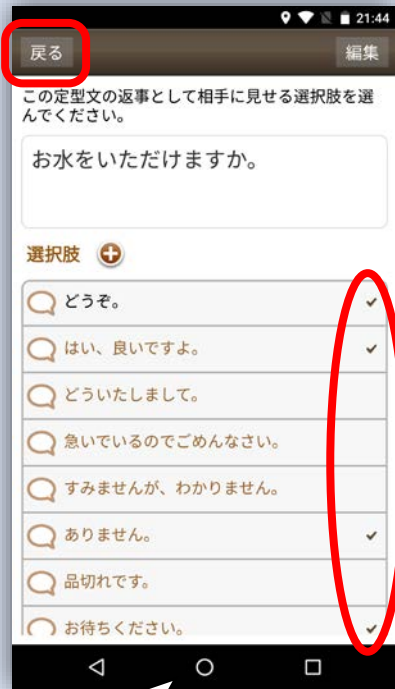 21:44
戻る
編集
この定型文の返事として相手に見せる選択肢を選
んでください。
お水をいただけますか。
選択肢
どうぞ。
はい、良いですよ。
どういたしまして。
急いでいるのでごめんなさい。
すみませんが、わかりません。
ありません。
品切れです。
お待ちください。